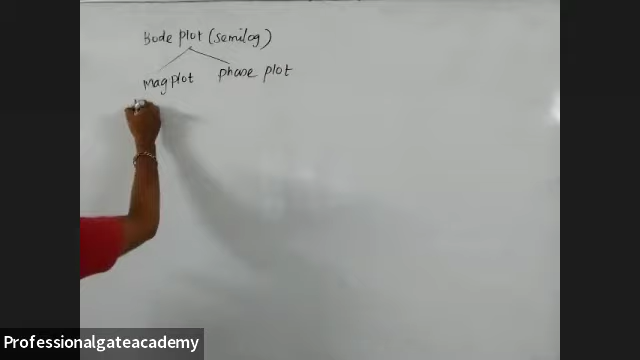 Bode plot (semilog)
mag plot phase plot
Professionalgateacademy